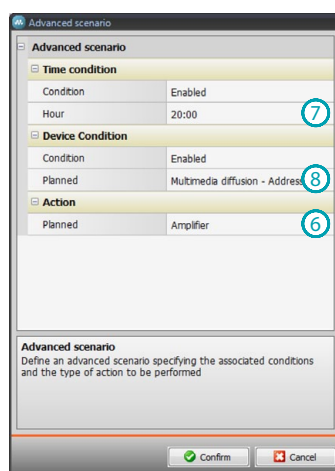 Advanced scenario
Advanced scenario
Time condition
Condition Enabled
Hour 20:00 7
Device Condition
Condition Enabled
Planned Multimedia diffusion - Address 8
Action
Planned Amplifier 6
Advanced scenario
Define an advanced scenario specifying the associated conditions
and the type of action to be performed
Confirm Cancel